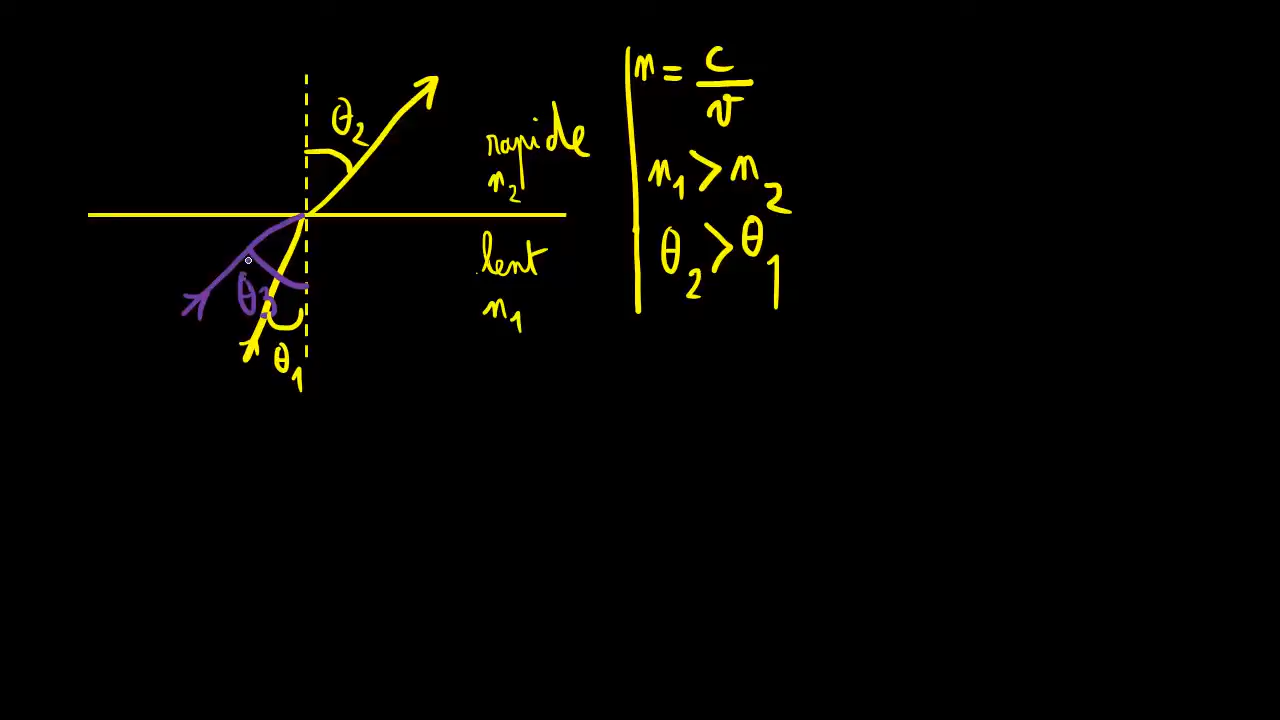 θ2
rapide
n2
lent
n1
θ3
θ1
n = c/v
n1 > n2
θ2 > θ1